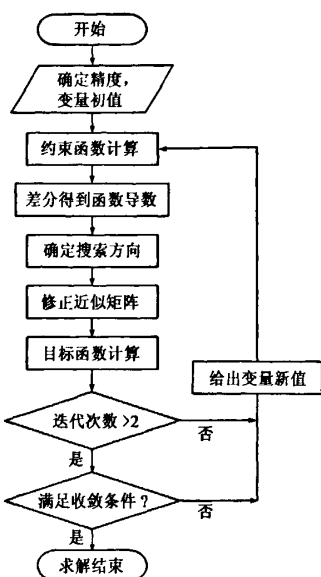 开始
确定精度，
变量初值
约束函数计算
差分得到函数导数
确定搜索方向
修正近似矩阵
目标函数计算
给出变量新值
迭代次数 >2
否
是
满足收敛条件？
否
是
求解结束